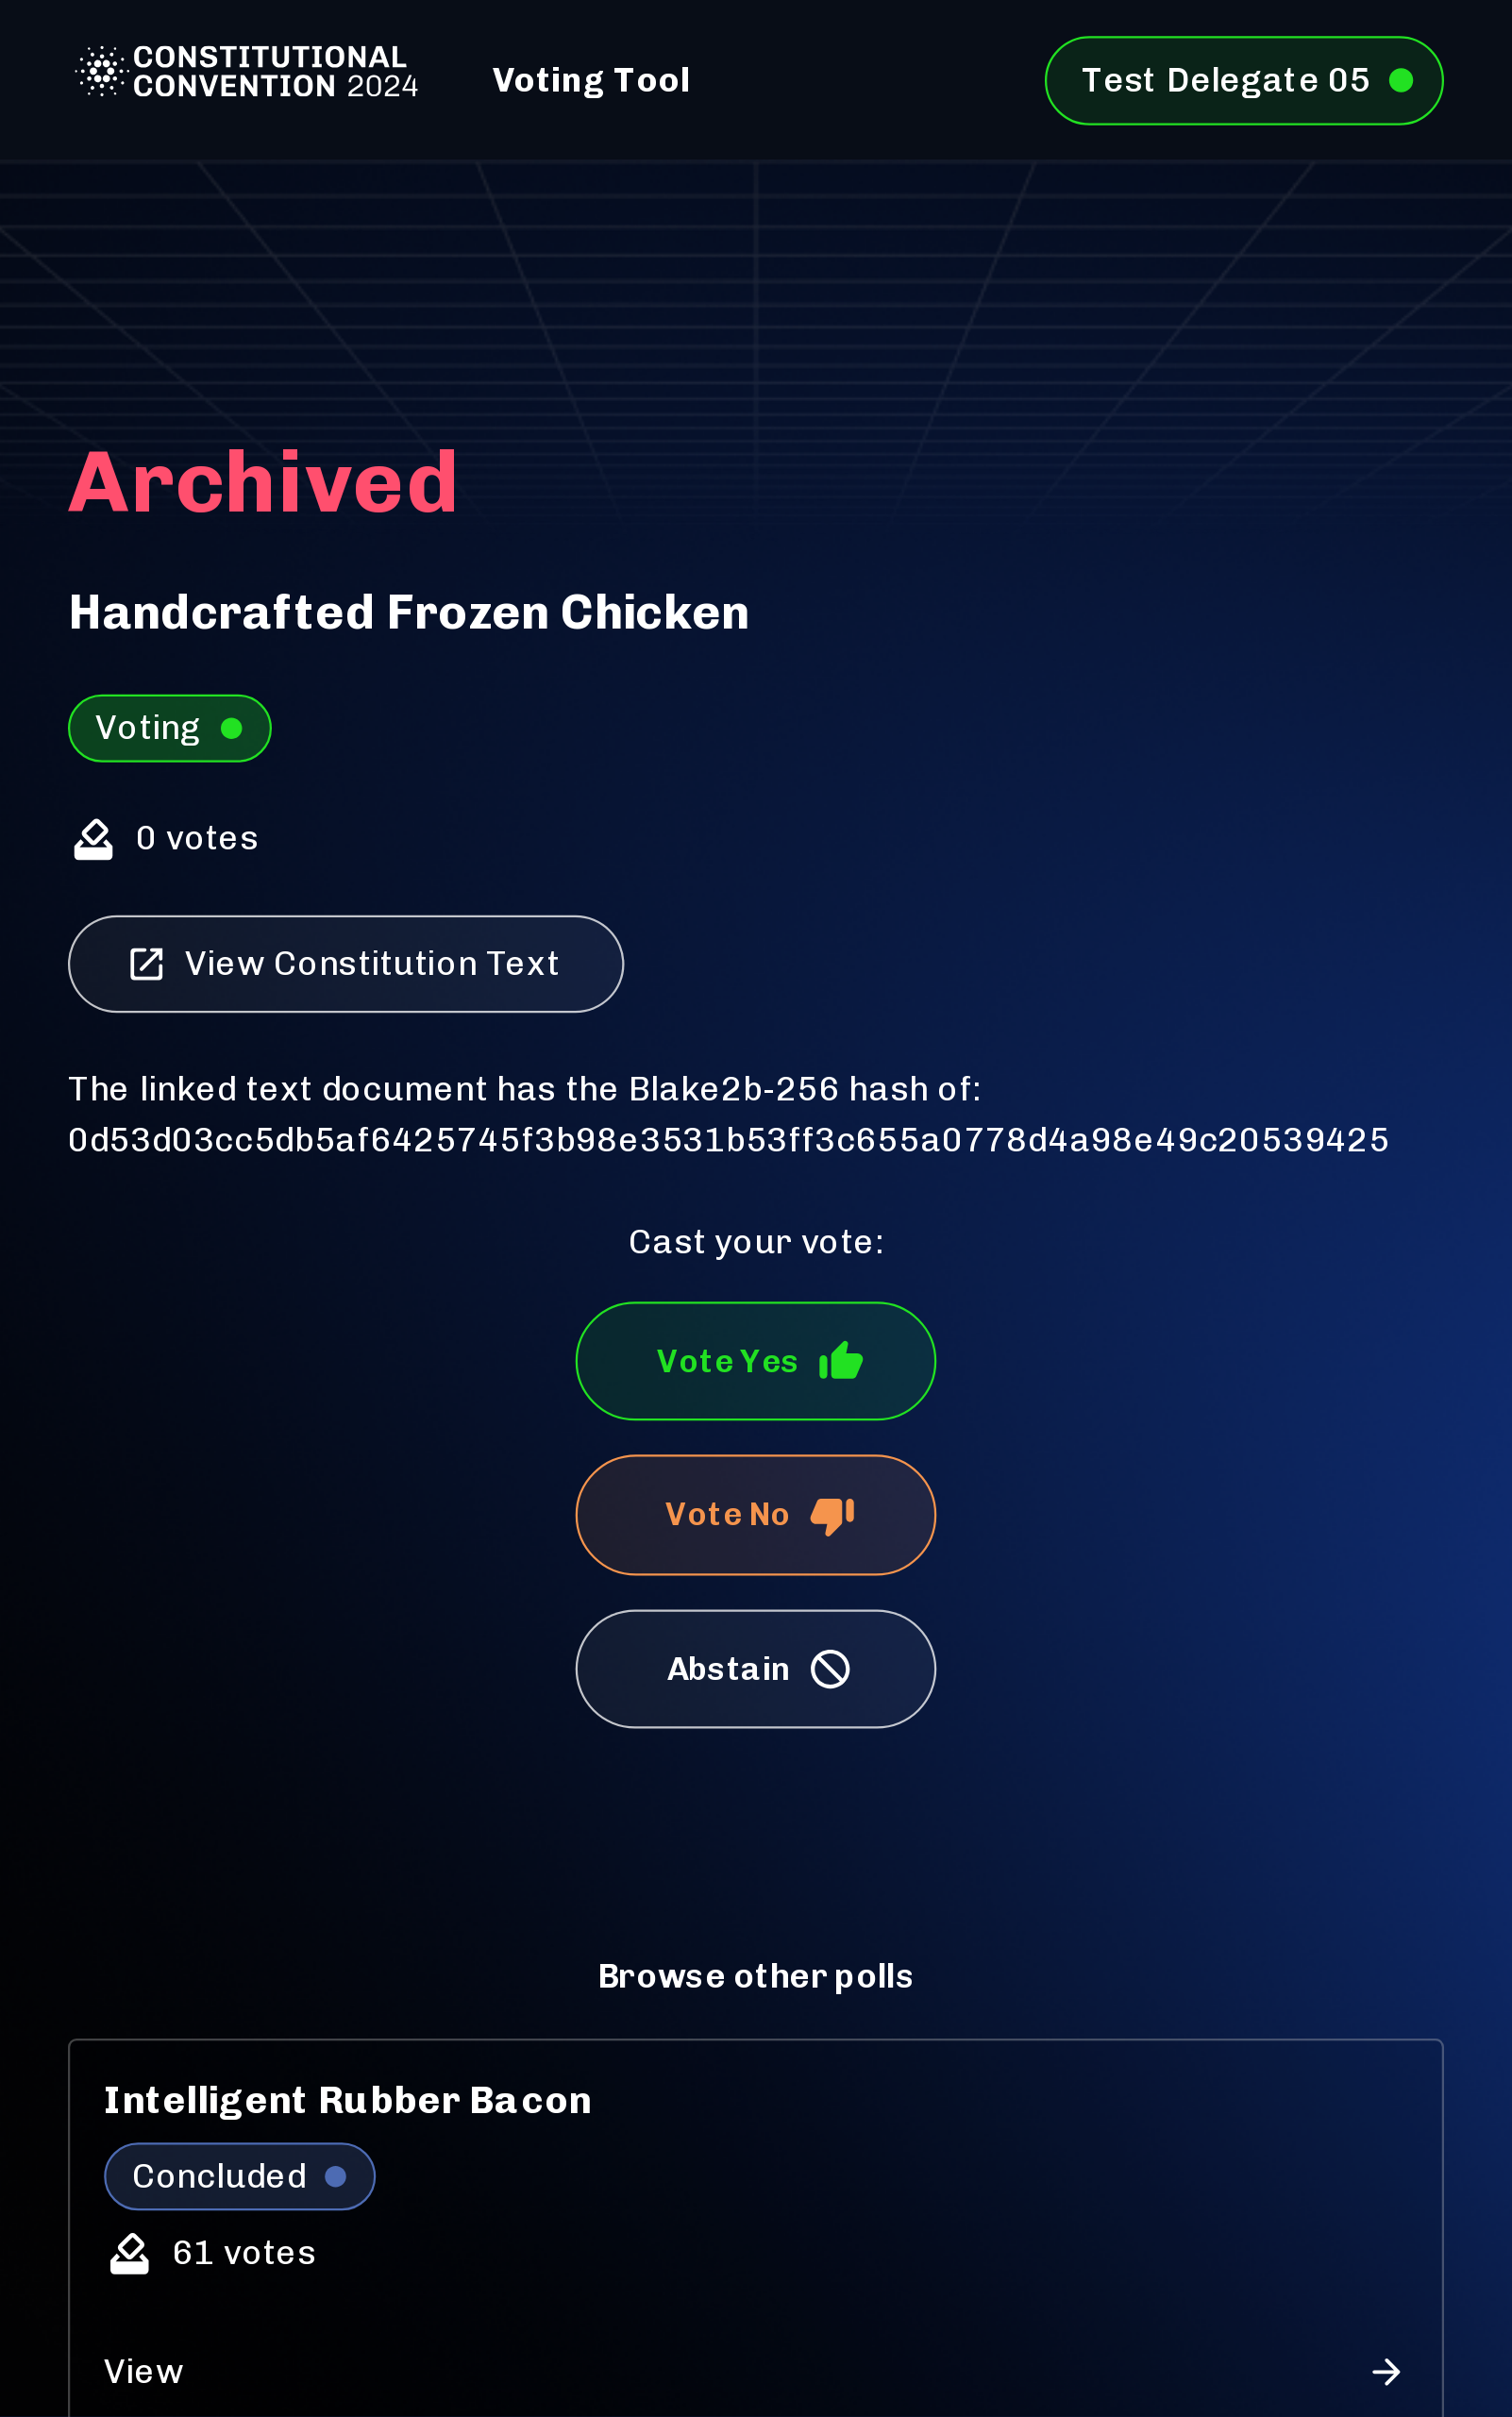 CONSTITUTIONAL
CONVENTION 2024
Voting Tool
Test Delegate 05
Archived
Handcrafted Frozen Chicken
Voting
0 votes
View Constitution Text
The linked text document has the Blake2b-256 hash of:
0d53d03cc5db5af6425745f3b98e3531b53ff3c655a0778d4a98e49c20539425
Cast your vote:
Vote Yes
Vote No
Abstain
Browse other polls
Intelligent Rubber Bacon
Concluded
61 votes
View